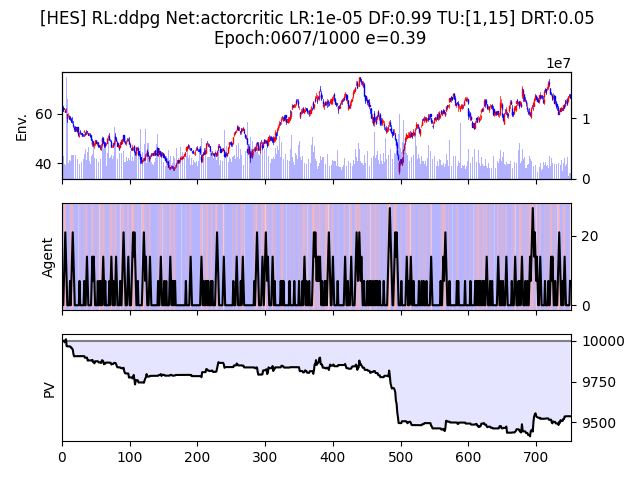 [HES] RL:ddpg Net:actorcritic LR:1e-05 DF:0.99 TU:[1,15] DRT:0.05
Epoch:0607/1000 e=0.39
1e7
Env.
60
40
1
0
Agent
20
0
PV
10000
9750
9500
0 100 200 300 400 500 600 700